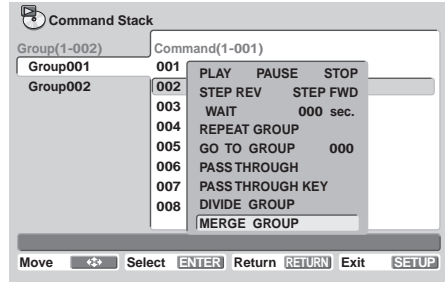 Command Stack
Group(1-002) Command(1-001)
Group001
Group002
001
002
003
004
005
006
007
008
PLAY PAUSE STOP
STEP REV STEP FWD
WAIT 000 sec.
REPEAT GROUP
GO TO GROUP 000
PASS THROUGH
PASS THROUGH KEY
DIVIDE GROUP
MERGE GROUP
Move Select ENTER Return RETURN Exit SETUP